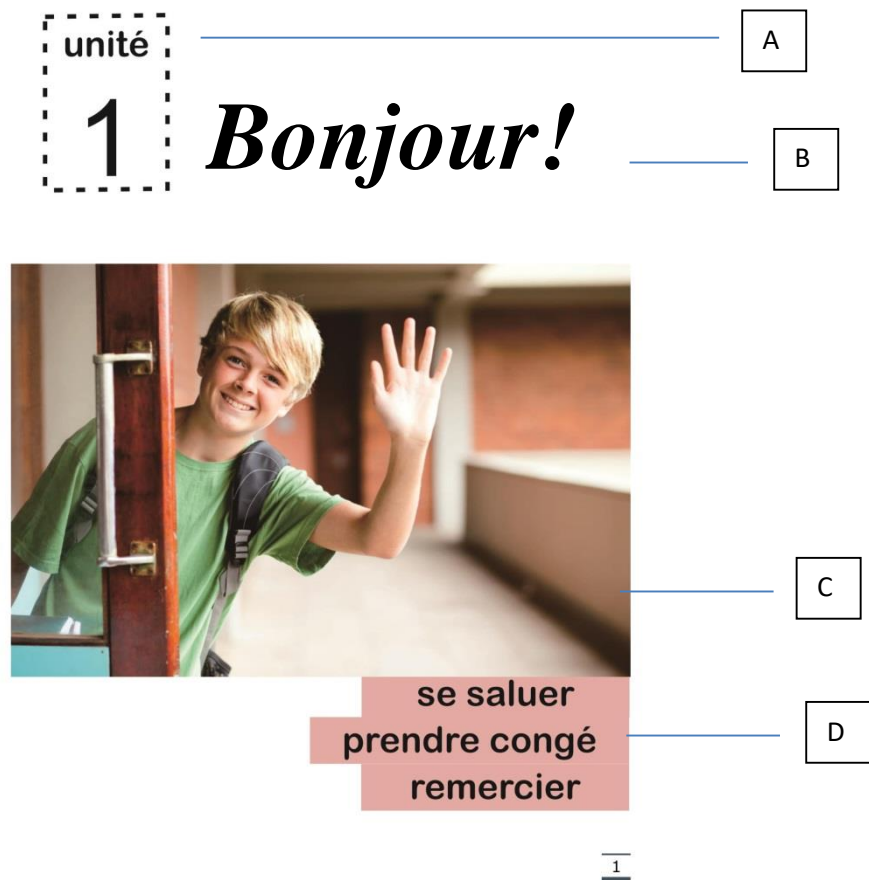 unité
A
1
Bonjour!
B
C
se saluer
prendre congé
D
remercier
1